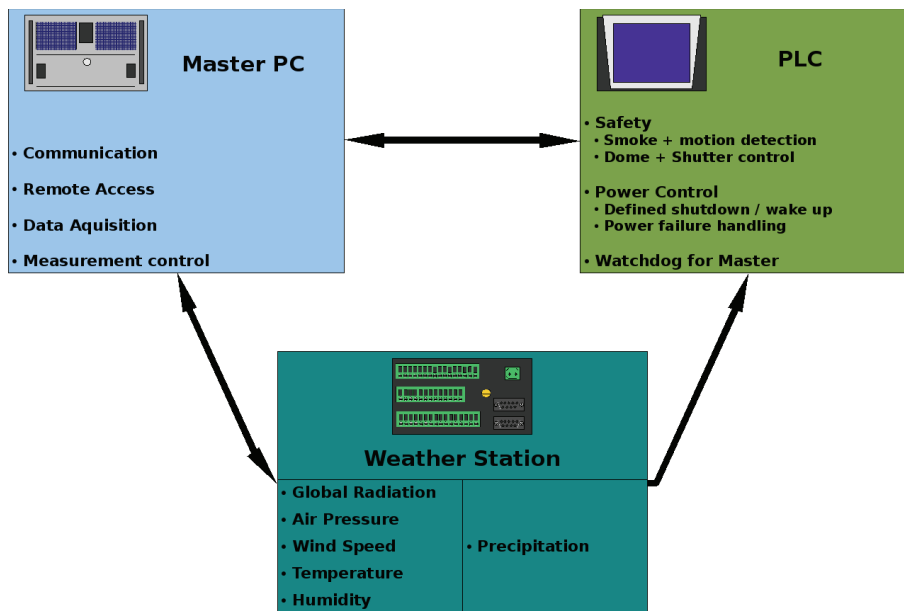 Master PC
• Communication
• Remote Access
• Data Aquisition
• Measurement control
PLC
• Safety
• Smoke + motion detection
• Dome + Shutter control
• Power Control
• Defined shutdown / wake up
• Power failure handling
• Watchdog for Master
Weather Station
• Global Radiation
• Air Pressure
• Wind Speed
• Temperature
• Humidity
• Precipitation